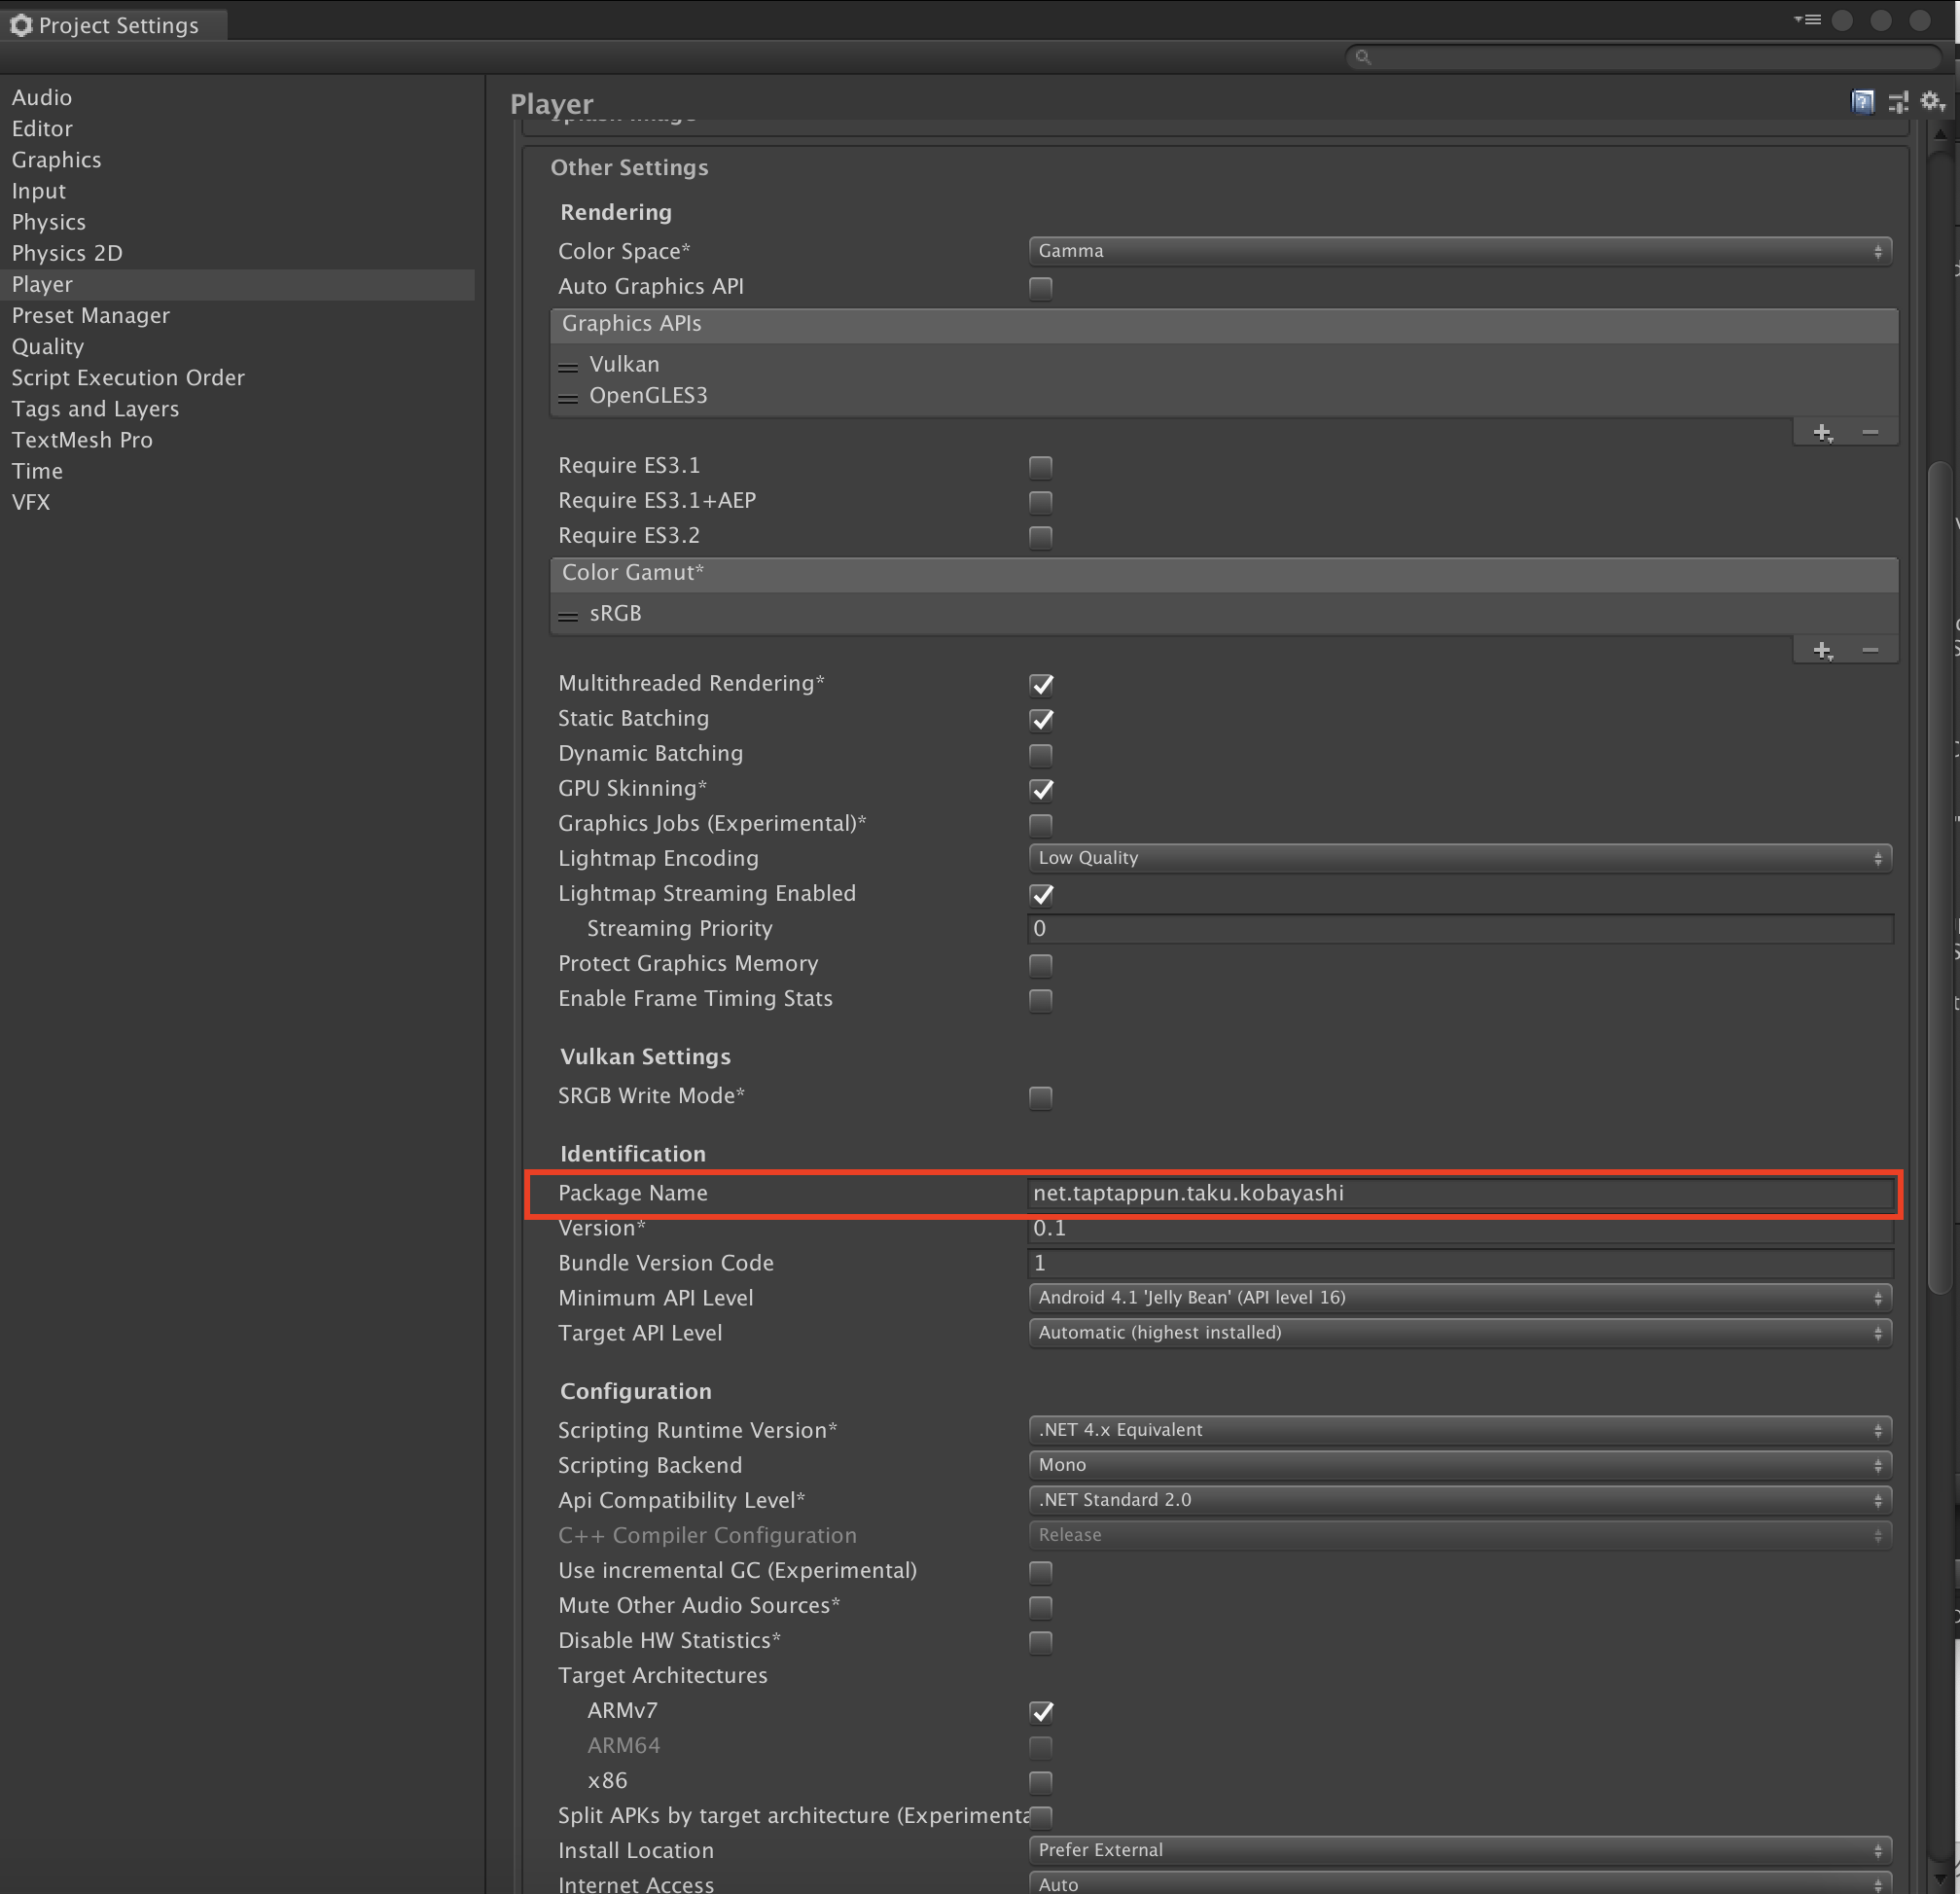 Project Settings
Audio
Editor
Graphics
Input
Physics
Physics 2D
Player
Preset Manager
Quality
Script Execution Order
Tags and Layers
TextMesh Pro
Time
VFX
Player
Splash Image
Other Settings
Rendering
Color Space* Gamma
Auto Graphics API
Graphics APIs
Vulkan
OpenGLES3
Require ES3.1
Require ES3.1+AEP
Require ES3.2
Color Gamut*
sRGB
Multithreaded Rendering*
Static Batching
Dynamic Batching
GPU Skinning*
Graphics Jobs (Experimental)*
Lightmap Encoding Low Quality
Lightmap Streaming Enabled
Streaming Priority 0
Protect Graphics Memory
Enable Frame Timing Stats
Vulkan Settings
SRGB Write Mode*
Identification
Package Name net.taptappun.taku.kobayashi
Version* 0.1
Bundle Version Code 1
Minimum API Level Android 4.1 'Jelly Bean' (API level 16)
Target API Level Automatic (highest installed)
Configuration
Scripting Runtime Version* .NET 4.x Equivalent
Scripting Backend Mono
Api Compatibility Level* .NET Standard 2.0
C++ Compiler Configuration Release
Use incremental GC (Experimental)
Mute Other Audio Sources*
Disable HW Statistics*
Target Architectures
ARMv7
ARM64
x86
Split APKs by target architecture (Experimenta
Install Location Prefer External
Internet Access Auto